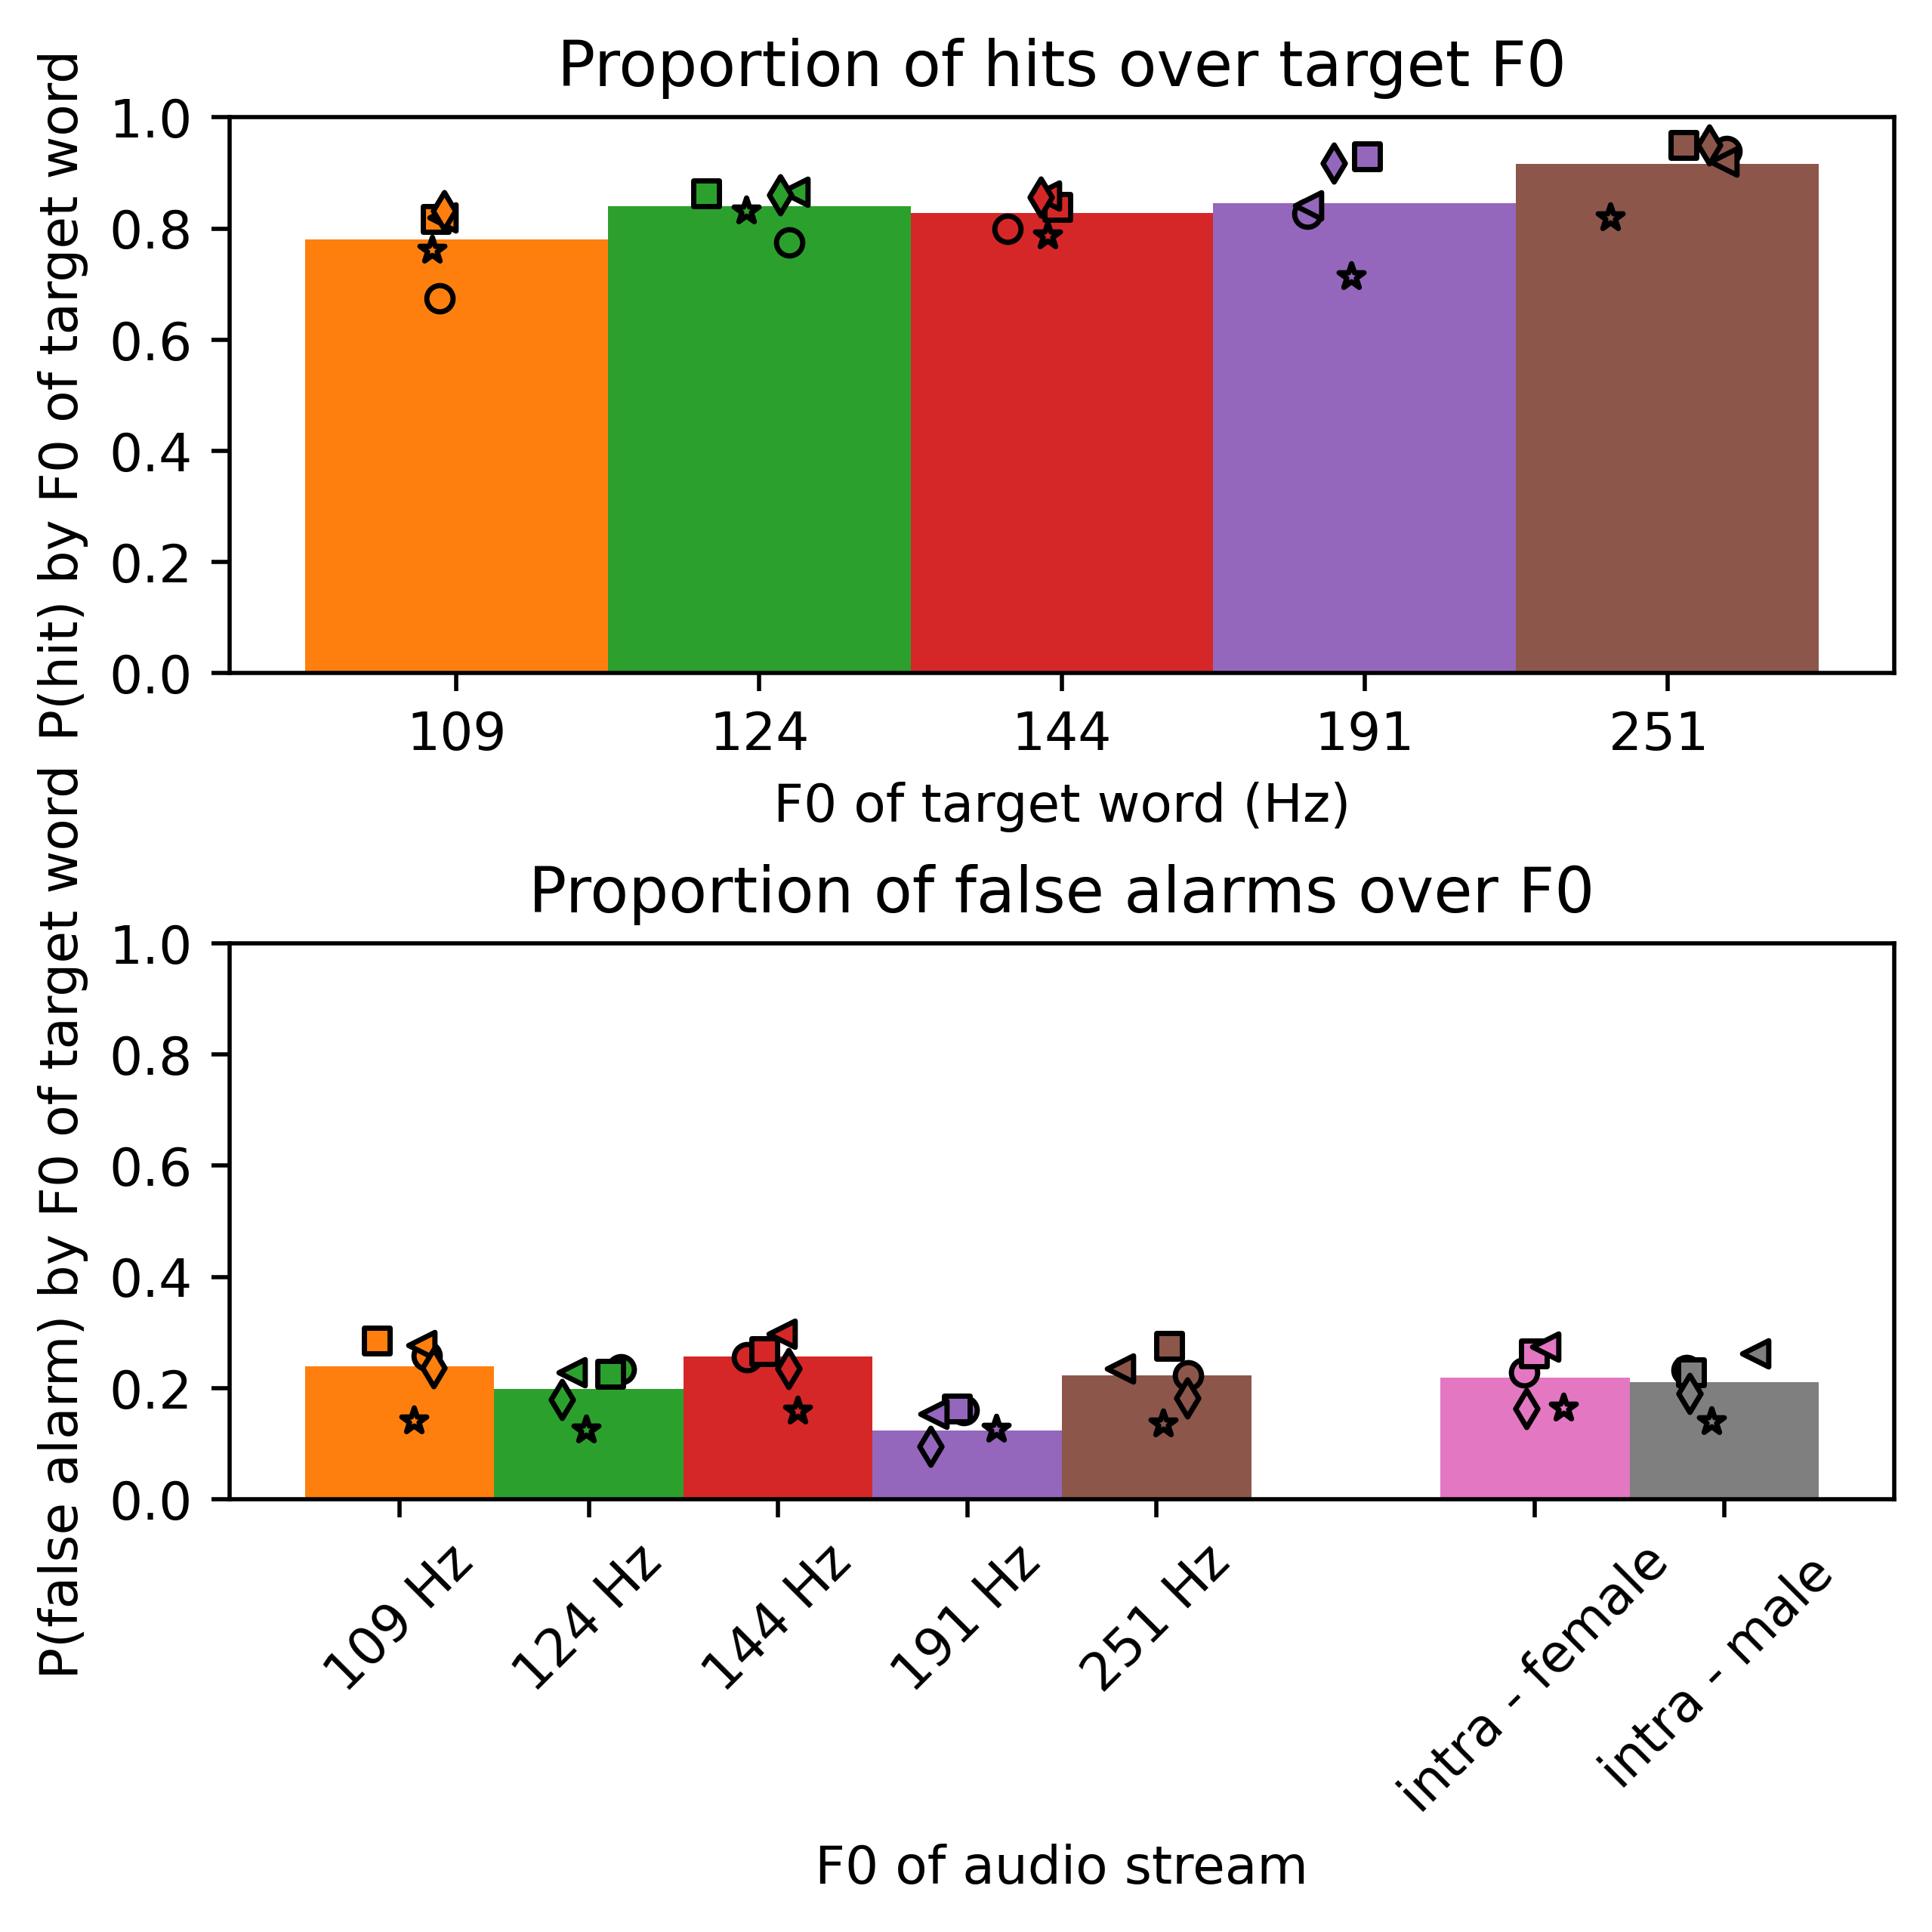 Proportion of hits over target F0
P(hit) by F0 of target word
1.0
0.8
0.6
0.4
0.2
0.0
109 124 144 191 251
F0 of target word (Hz)
Proportion of false alarms over F0
P(false alarm) by F0 of target word
1.0
0.8
0.6
0.4
0.2
0.0
109 Hz
124 Hz
144 Hz
191 Hz
251 Hz
intra - female
intra - male
F0 of audio stream